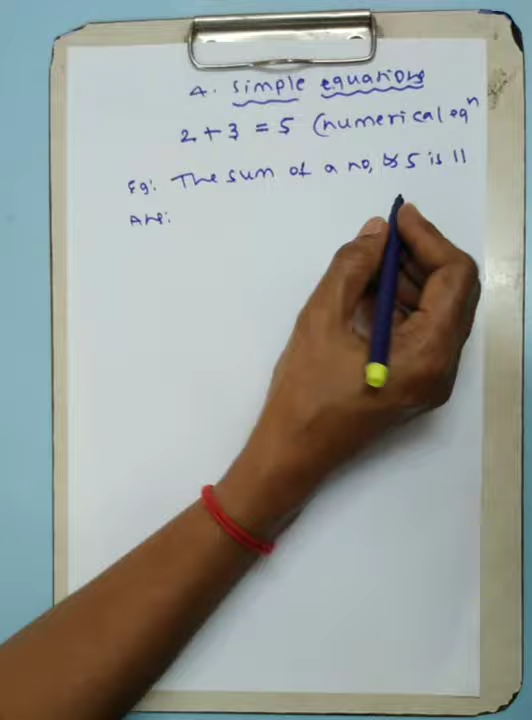 4. Simple equations
2 + 3 = 5 (numerical eqⁿ
Eg: The sum of a no, & 5 is 11
Ans: